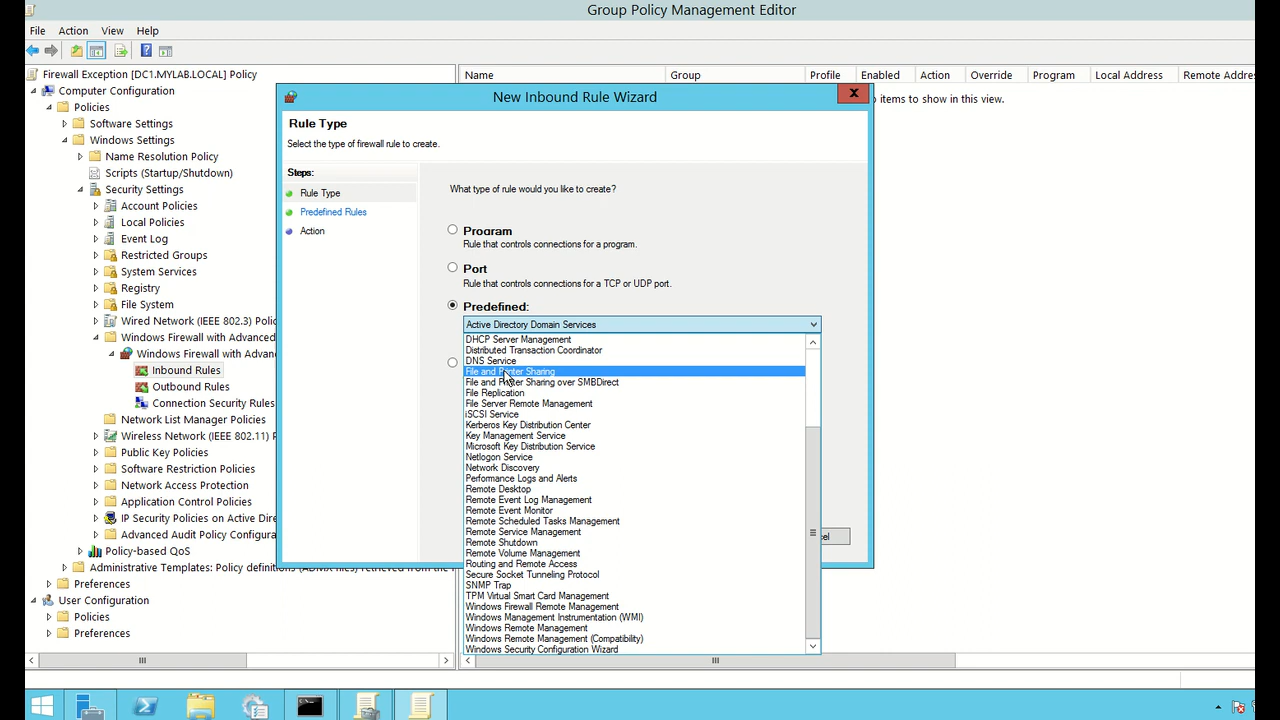 Group Policy Management Editor
File Action View Help
Firewall Exception [DC1.MYLAB.LOCAL] Policy
Computer Configuration
Policies
Software Settings
Windows Settings
Name Resolution Policy
Scripts (Startup/Shutdown)
Security Settings
Account Policies
Local Policies
Event Log
Restricted Groups
System Services
Registry
File System
Wired Network (IEEE 802.3) Polic
Windows Firewall with Advanced
Windows Firewall with Advan
Inbound Rules
Outbound Rules
Connection Security Rules
Network List Manager Policies
Wireless Network (IEEE 802.11) P
Public Key Policies
Software Restriction Policies
Network Access Protection
Application Control Policies
IP Security Policies on Active Dire
Advanced Audit Policy Configura
Policy-based QoS
Administrative Templates: Policy definitions (ADMX files) retrieved from the l
Preferences
User Configuration
Policies
Preferences
Name Group Profile Enabled Action Override Program Local Address Remote Addre
o items to show in this view.
New Inbound Rule Wizard
Rule Type
Select the type of firewall rule to create.
Steps:
Rule Type
Predefined Rules
Action
What type of rule would you like to create?
Program
Rule that controls connections for a program.
Port
Rule that controls connections for a TCP or UDP port.
Predefined:
Active Directory Domain Services
DHCP Server Management
Distributed Transaction Coordinator
DNS Service
File and Printer Sharing
File and Printer Sharing over SMBDirect
File Replication
File Server Remote Management
iSCSI Service
Kerberos Key Distribution Center
Key Management Service
Microsoft Key Distribution Service
Netlogon Service
Network Discovery
Performance Logs and Alerts
Remote Desktop
Remote Event Log Management
Remote Event Monitor
Remote Scheduled Tasks Management
Remote Service Management
Remote Shutdown
Remote Volume Management
Routing and Remote Access
Secure Socket Tunneling Protocol
SNMP Trap
TPM Virtual Smart Card Management
Windows Firewall Remote Management
Windows Management Instrumentation (WMI)
Windows Remote Management
Windows Remote Management (Compatibility)
Windows Security Configuration Wizard
cel